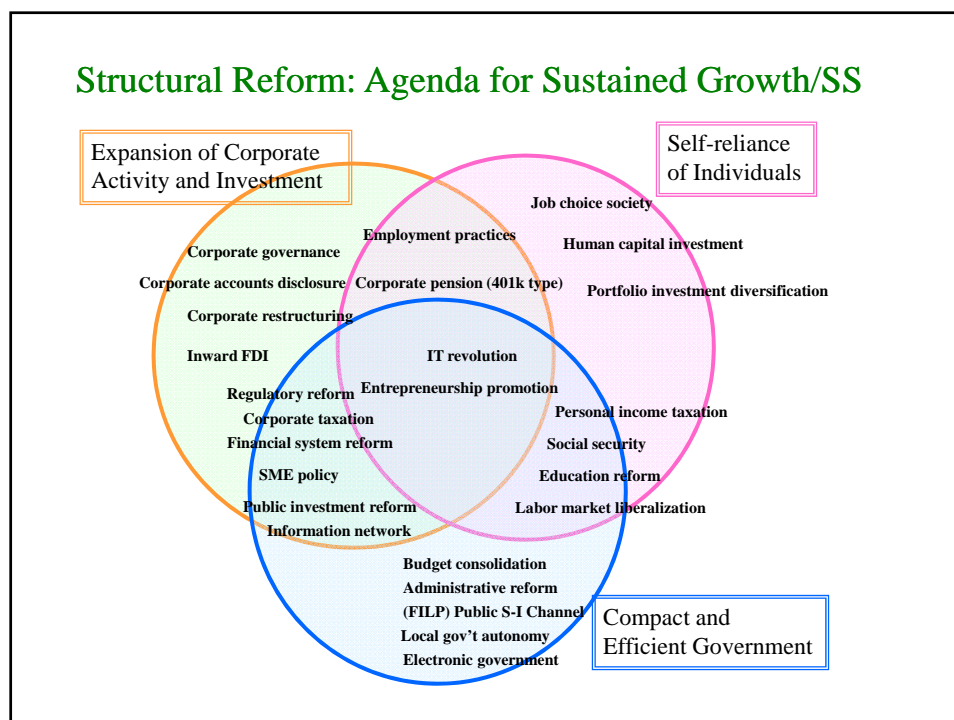 Structural Reform: Agenda for Sustained Growth/SS
Expansion of Corporate
Activity and Investment
Self-reliance
of Individuals
Job choice society
Employment practices
Human capital investment
Corporate governance
Corporate accounts disclosure
Corporate pension (401k type)
Portfolio investment diversification
Corporate restructuring
Inward FDI
IT revolution
Regulatory reform
Entrepreneurship promotion
Corporate taxation
Personal income taxation
Financial system reform
Social security
SME policy
Education reform
Public investment reform
Labor market liberalization
Information network
Budget consolidation
Administrative reform
(FILP) Public S-I Channel
Local gov’t autonomy
Electronic government
Compact and
Efficient Government